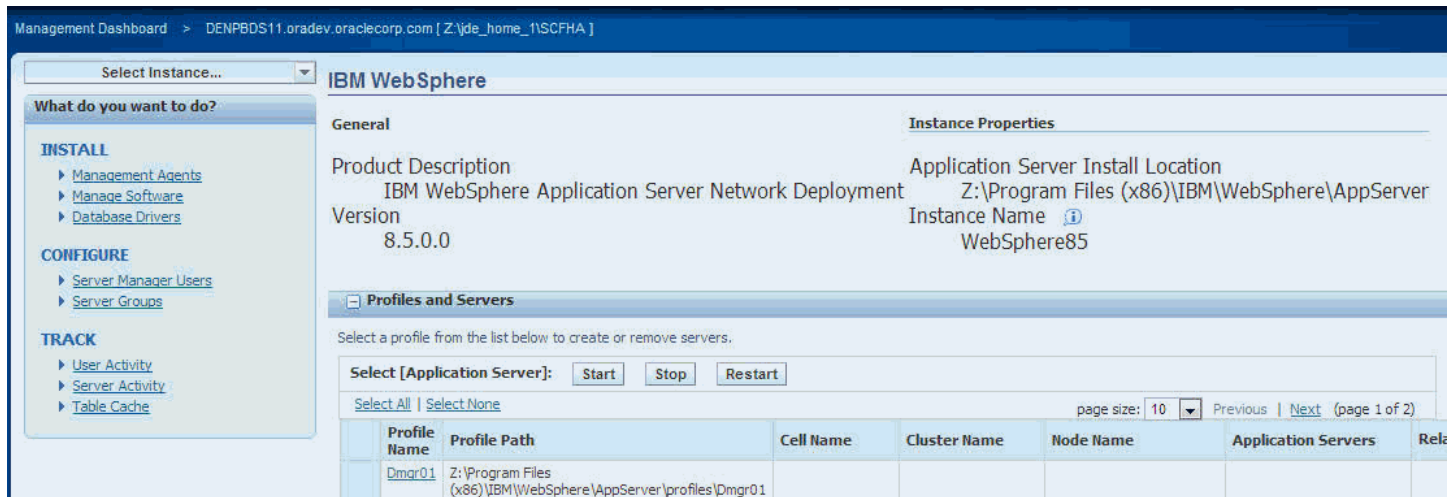 Management Dashboard > DENPBDS11.oradev.oraclecorp.com [ Z:\jde_home_1\SCFHA ]
Select Instance...
What do you want to do?
INSTALL
Management Agents
Manage Software
Database Drivers
CONFIGURE
Server Manager Users
Server Groups
TRACK
User Activity
Server Activity
Table Cache
IBM WebSphere
General
Product Description
IBM WebSphere Application Server Network Deployment
Version
8.5.0.0
Instance Properties
Application Server Install Location
Z:\Program Files (x86)\IBM\WebSphere\AppServer
Instance Name
WebSphere85
Profiles and Servers
Select a profile from the list below to create or remove servers.
Select [Application Server]: Start Stop Restart
Select All | Select None
page size: 10 Previous | Next (page 1 of 2)
Profile Name Profile Path Cell Name Cluster Name Node Name Application Servers Rela
Dmgr01 Z:\Program Files
(x86)\IBM\WebSphere\AppServer\profiles\Dmgr01